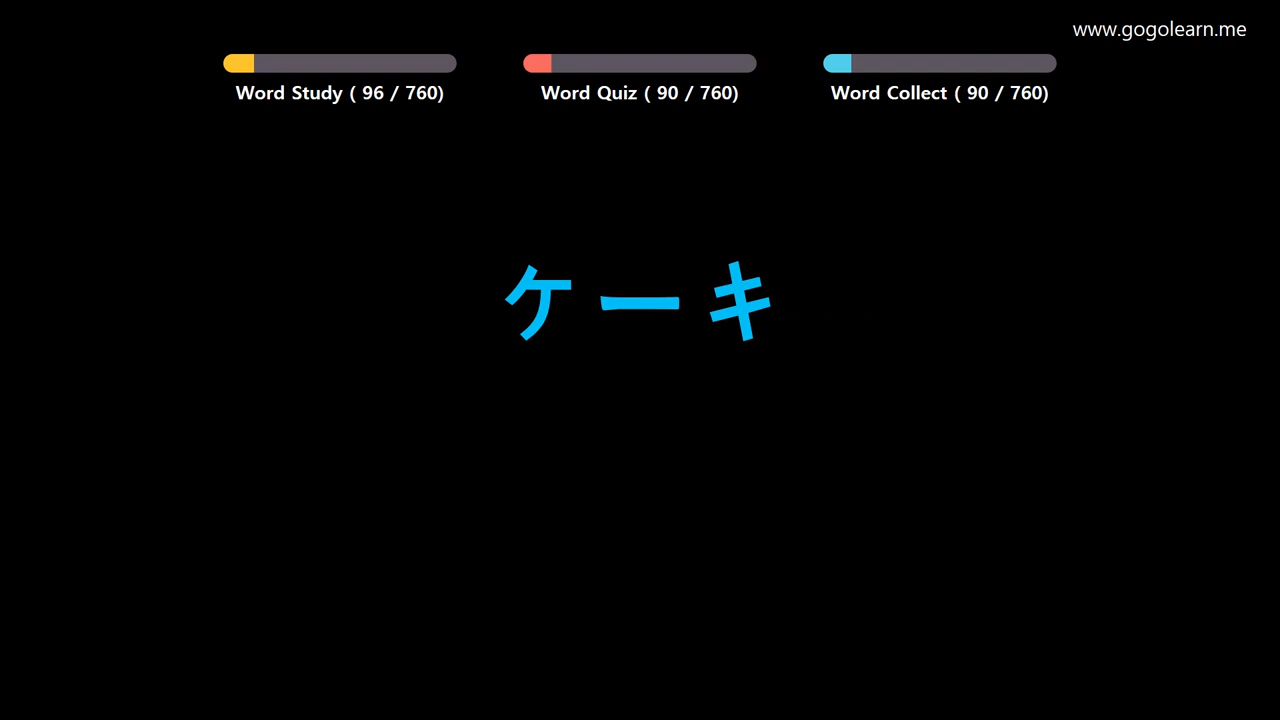 www.gogolearn.me
Word Study ( 96 / 760)
Word Quiz ( 90 / 760)
Word Collect ( 90 / 760)
ケーキ